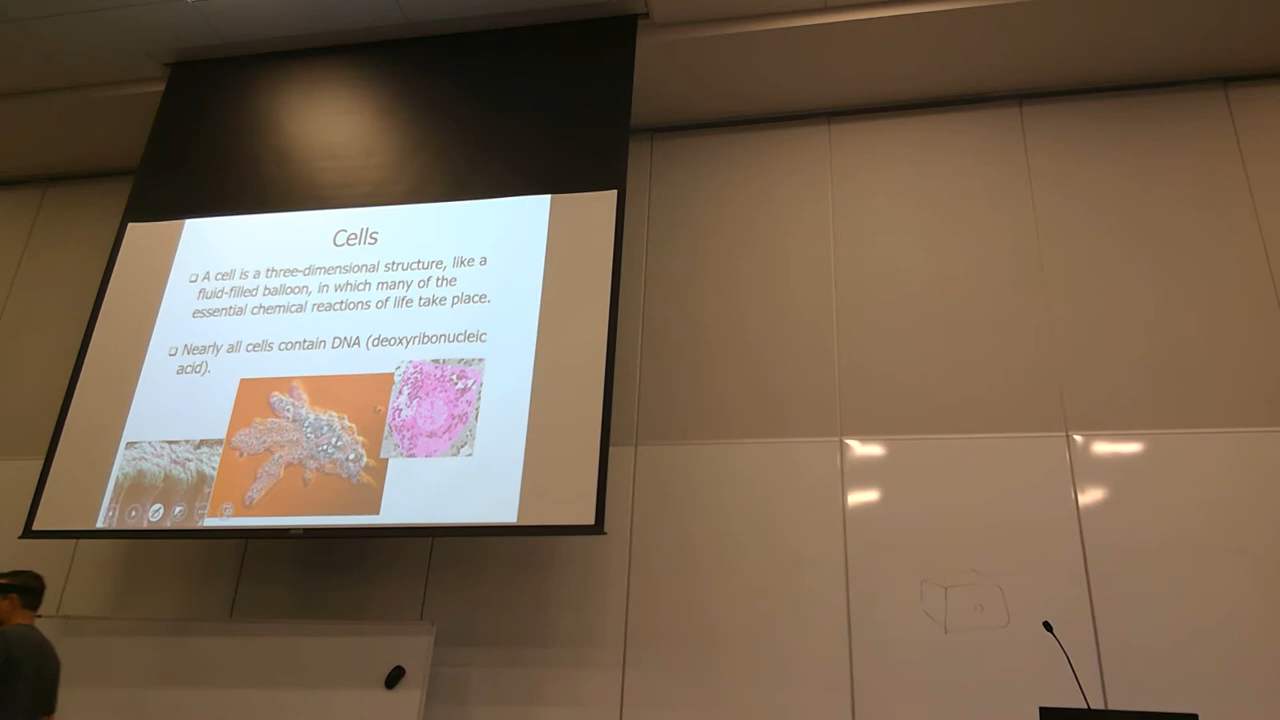 Cells
❑ A cell is a three-dimensional structure, like a
fluid-filled balloon, in which many of the
essential chemical reactions of life take place.
❑ Nearly all cells contain DNA (deoxyribonucleic
acid).